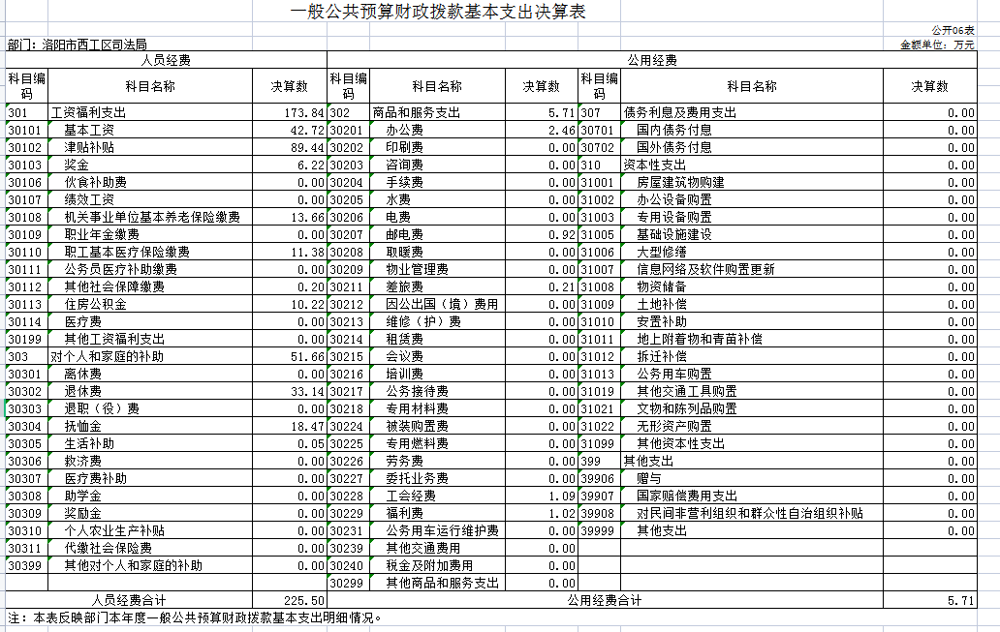 一般公共预算财政拨款基本支出决算表
公开06表
部门：洛阳市西工区司法局 金额单位：万元
人员经费 公用经费
科目编码 科目名称 决算数 科目编码 科目名称 决算数 科目编码 科目名称 决算数
301 工资福利支出 173.84 302 商品和服务支出 5.71 307 债务利息及费用支出 0.00
30101 基本工资 42.72 30201 办公费 2.46 30701 国内债务付息 0.00
30102 津贴补贴 89.44 30202 印刷费 0.00 30702 国外债务付息 0.00
30103 奖金 6.22 30203 咨询费 0.00 310 资本性支出 0.00
30106 伙食补助费 0.00 30204 手续费 0.00 31001 房屋建筑物购建 0.00
30107 绩效工资 0.00 30205 水费 0.00 31002 办公设备购置 0.00
30108 机关事业单位基本养老保险缴费 13.66 30206 电费 0.00 31003 专用设备购置 0.00
30109 职业年金缴费 0.00 30207 邮电费 0.92 31005 基础设施建设 0.00
30110 职工基本医疗保险缴费 11.38 30208 取暖费 0.00 31006 大型修缮 0.00
30111 公务员医疗补助缴费 0.00 30209 物业管理费 0.00 31007 信息网络及软件购置更新 0.00
30112 其他社会保障缴费 0.20 30211 差旅费 0.21 31008 物资储备 0.00
30113 住房公积金 10.22 30212 因公出国（境）费用 0.00 31009 土地补偿 0.00
30114 医疗费 0.00 30213 维修（护）费 0.00 31010 安置补助 0.00
30199 其他工资福利支出 0.00 30214 租赁费 0.00 31011 地上附着物和青苗补偿 0.00
303 对个人和家庭的补助 51.66 30215 会议费 0.00 31012 拆迁补偿 0.00
30301 离休费 0.00 30216 培训费 0.00 31013 公务用车购置 0.00
30302 退休费 33.14 30217 公务接待费 0.00 31019 其他交通工具购置 0.00
30303 退职（役）费 0.00 30218 专用材料费 0.00 31021 文物和陈列品购置 0.00
30304 抚恤金 18.47 30224 被装购置费 0.00 31022 无形资产购置 0.00
30305 生活补助 0.05 30225 专用燃料费 0.00 31099 其他资本性支出 0.00
30306 救济费 0.00 30226 劳务费 0.00 399 其他支出 0.00
30307 医疗费补助 0.00 30227 委托业务费 0.00 39906 赠与 0.00
30308 助学金 0.00 30228 工会经费 1.09 39907 国家赔偿费用支出 0.00
30309 奖励金 0.00 30229 福利费 1.02 39908 对民间非营利组织和群众性自治组织补贴 0.00
30310 个人农业生产补贴 0.00 30231 公务用车运行维护费 0.00 39999 其他支出 0.00
30311 代缴社会保险费 0.00 30239 其他交通费用 0.00
30399 其他对个人和家庭的补助 0.00 30240 税金及附加费用 0.00
30299 其他商品和服务支出 0.00
人员经费合计 225.50 公用经费合计 5.71
注：本表反映部门本年度一般公共预算财政拨款基本支出明细情况。